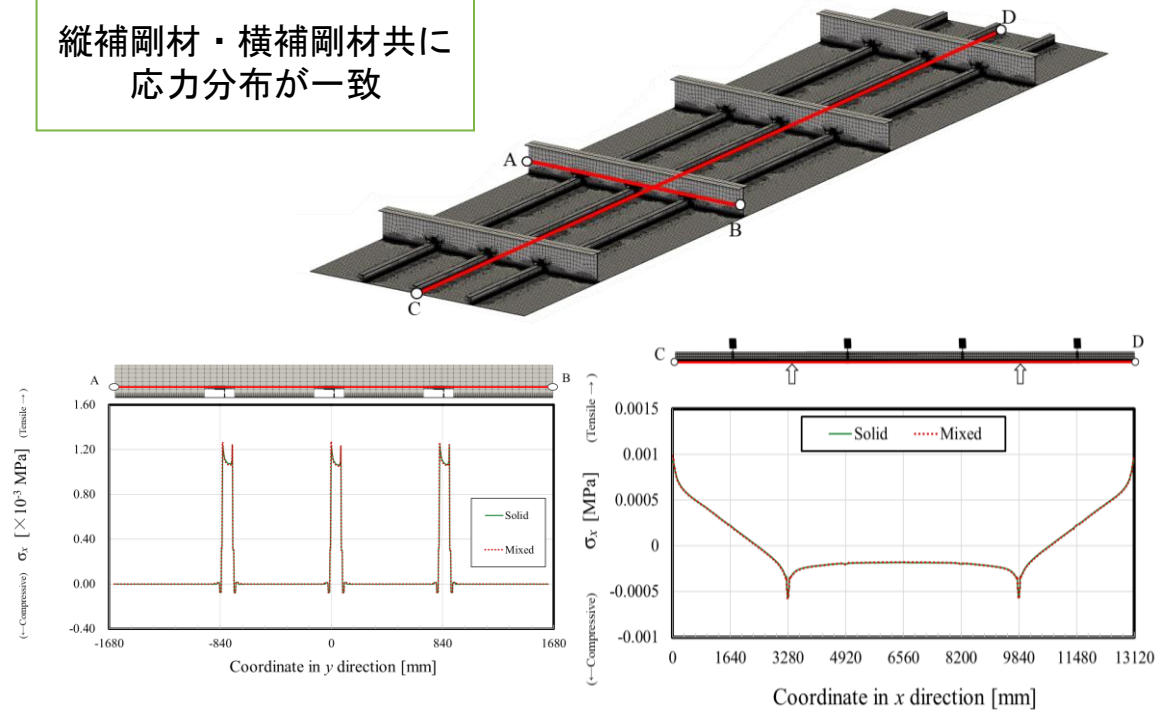 縦補剛材・横補剛材共に
応力分布が一致
D
A
B
C
A
B
(Tensile→)
σx [×10⁻³ MPa]
(←Compressive)
1.60
1.20
0.80
0.40
0.00
-0.40
-1680
-840
0
840
1680
Solid
Mixed
Coordinate in y direction [mm]
C
D
(Tensile→)
σx [MPa]
(←Compressive)
0.0015
0.001
0.0005
0
-0.0005
-0.001
Solid
Mixed
0
1640
3280
4920
6560
8200
9840
11480
13120
Coordinate in x direction [mm]